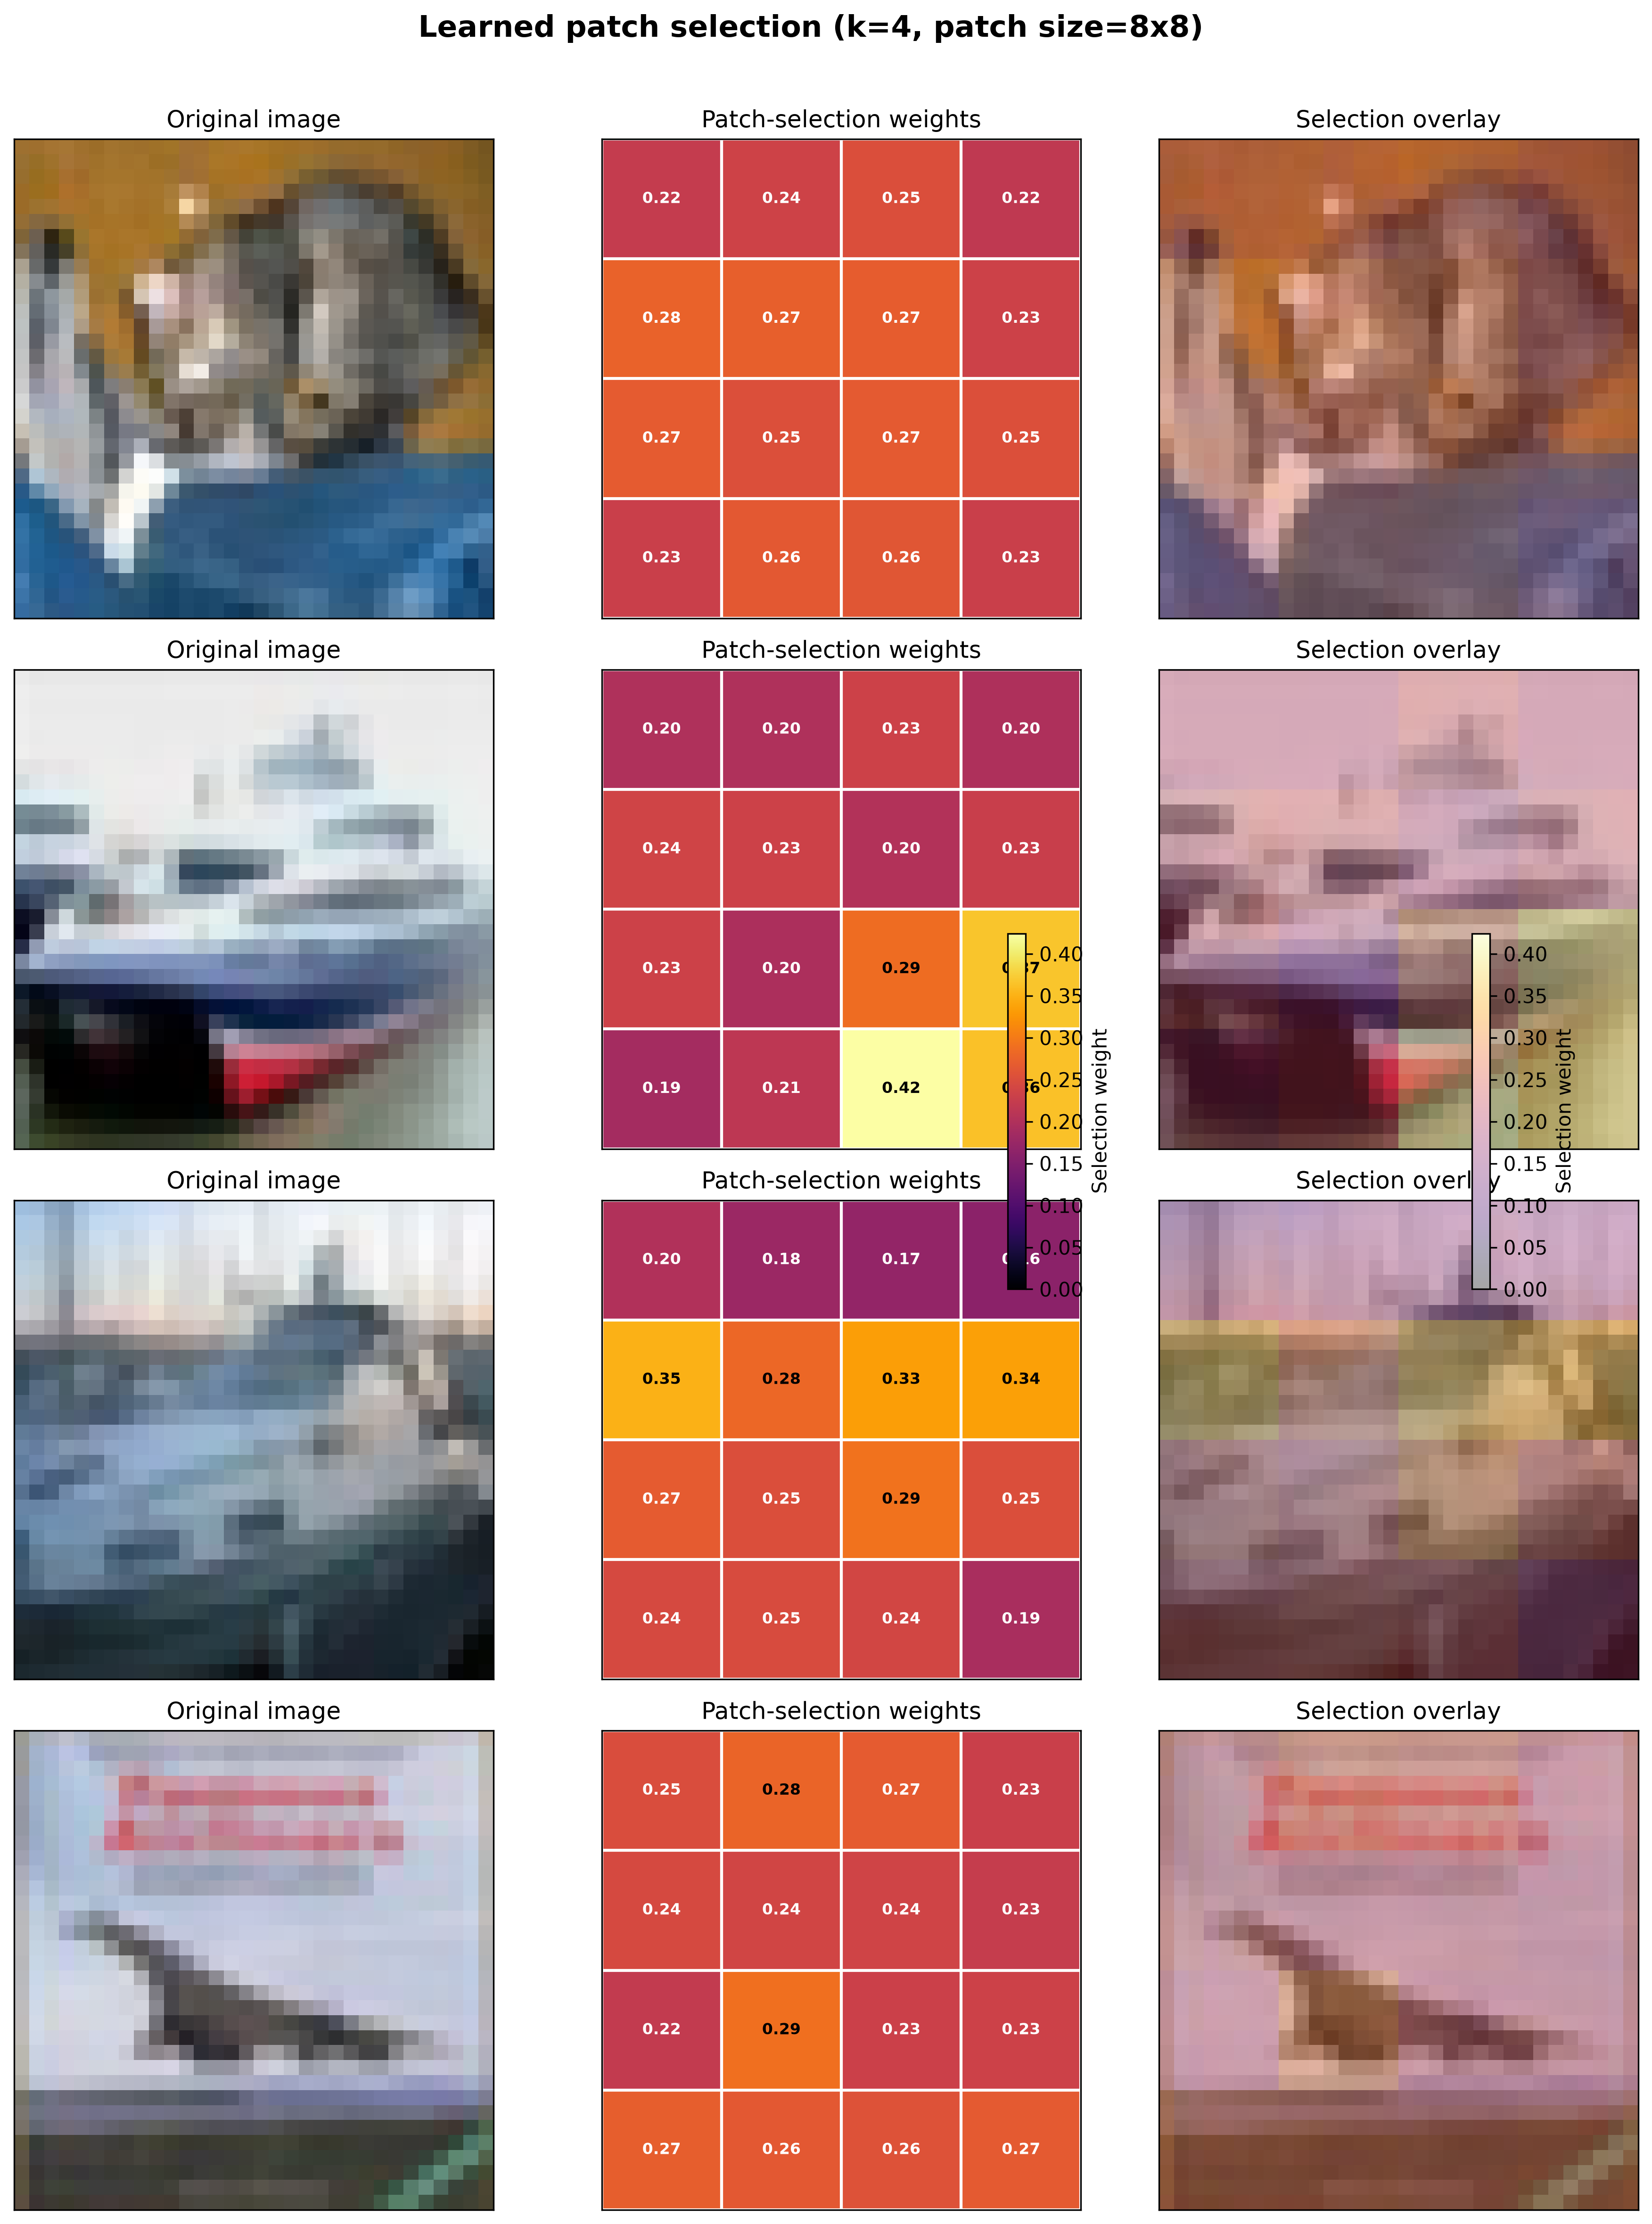 Learned patch selection (k=4, patch size=8x8)
Original image
Patch-selection weights
Selection overlay
0.22 0.24 0.25 0.22
0.28 0.27 0.27 0.23
0.27 0.25 0.27 0.25
0.23 0.26 0.26 0.23
Original image
Patch-selection weights
Selection overlay
0.20 0.20 0.23 0.20
0.24 0.23 0.20 0.23
0.23 0.20 0.29
0.19 0.21 0.42
0.40
0.35
0.30
0.25
0.20
0.15
0.10
0.05
0.00
Selection weight
0.40
0.35
0.30
0.25
0.20
0.15
0.10
0.05
0.00
Selection weight
Original image
Patch-selection weights
Selection overlay
0.20 0.18 0.17
0.35 0.28 0.33 0.34
0.27 0.25 0.29 0.25
0.24 0.25 0.24 0.19
Original image
Patch-selection weights
Selection overlay
0.25 0.28 0.27 0.23
0.24 0.24 0.24 0.23
0.22 0.29 0.23 0.23
0.27 0.26 0.26 0.27